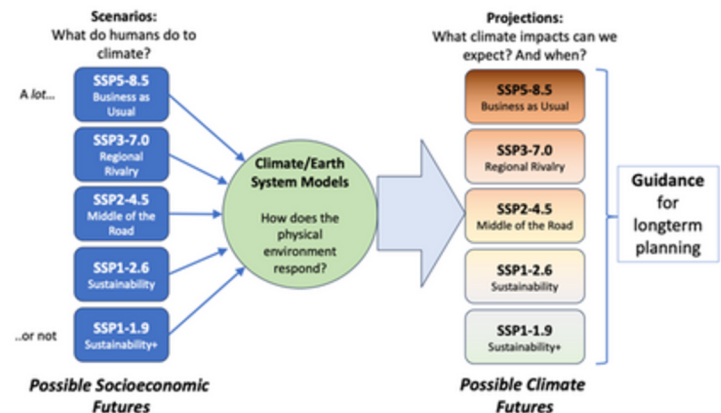 Scenarios:
What do humans do to
climate?
A lot...
SSP5-8.5
Business as
Usual
SSP3-7.0
Regional
Rivalry
SSP2-4.5
Middle of the
Road
SSP1-2.6
Sustainability
..or not
SSP1-1.9
Sustainability+
Possible Socioeconomic
Futures
Climate/Earth
System Models
How does the
physical
environment
respond?
Projections:
What climate impacts can we
expect? And when?
SSP5-8.5
Business as Usual
SSP3-7.0
Regional Rivalry
SSP2-4.5
Middle of the Road
SSP1-2.6
Sustainability
SSP1-1.9
Sustainability+
Possible Climate
Futures
Guidance
for
longterm
planning